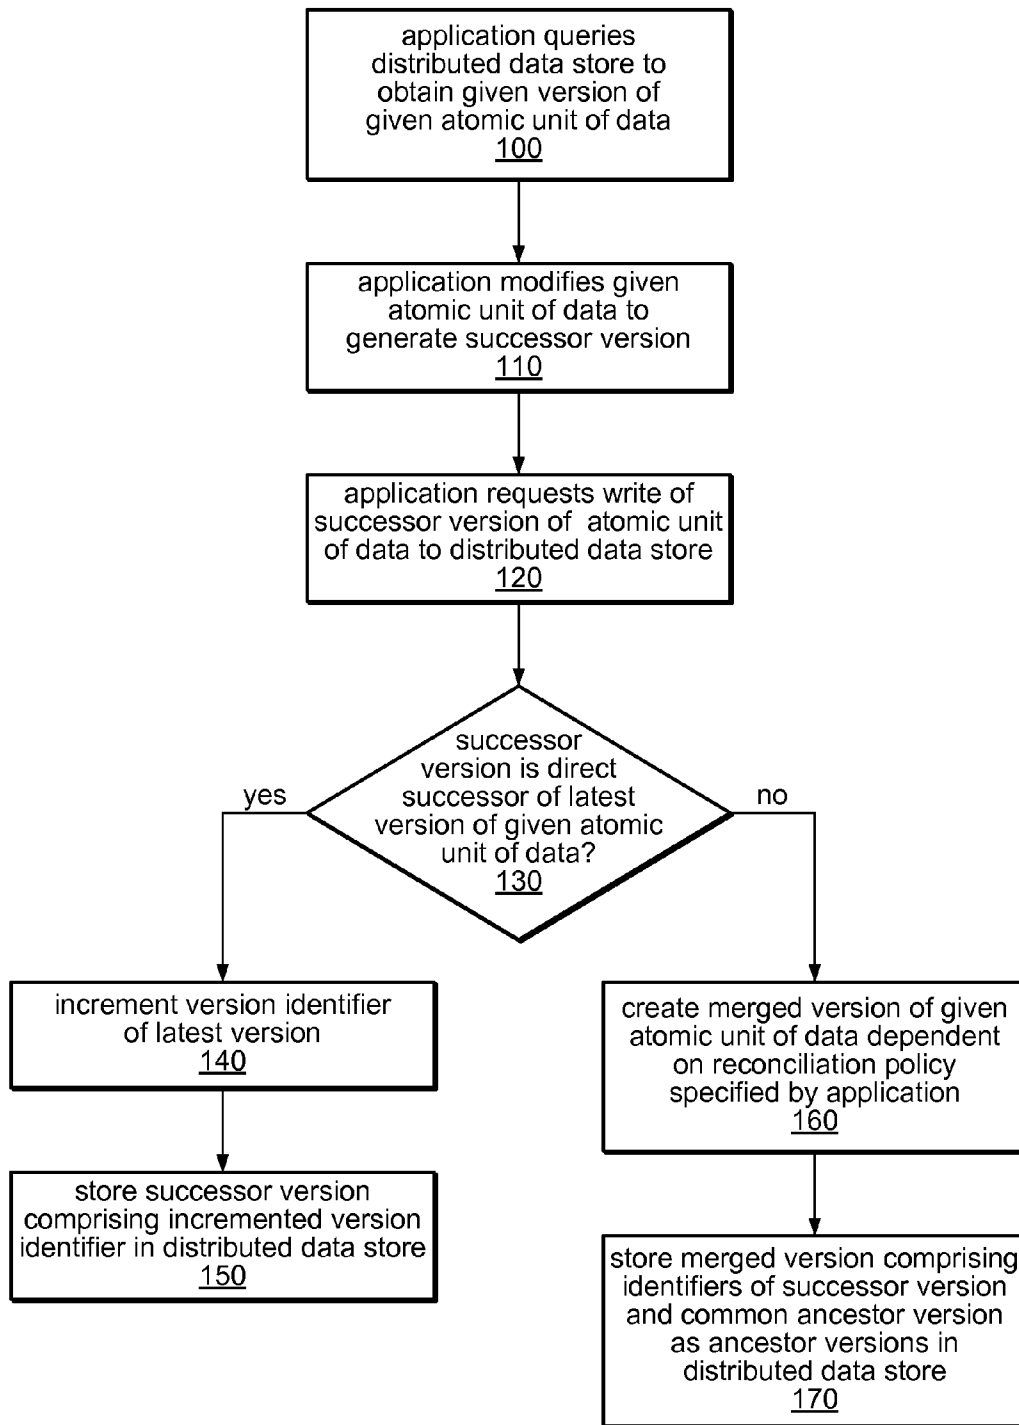 application queries
distributed data store to
obtain given version of
given atomic unit of data
100
application modifies given
atomic unit of data to
generate successor version
110
application requests write of
successor version of atomic unit
of data to distributed data store
120
successor
version is direct
successor of latest
version of given atomic
unit of data?
130
yes
no
increment version identifier
of latest version
140
store successor version
comprising incremented version
identifier in distributed data store
150
create merged version of given
atomic unit of data dependent
on reconciliation policy
specified by application
160
store merged version comprising
identifiers of successor version
and common ancestor version
as ancestor versions in
distributed data store
170